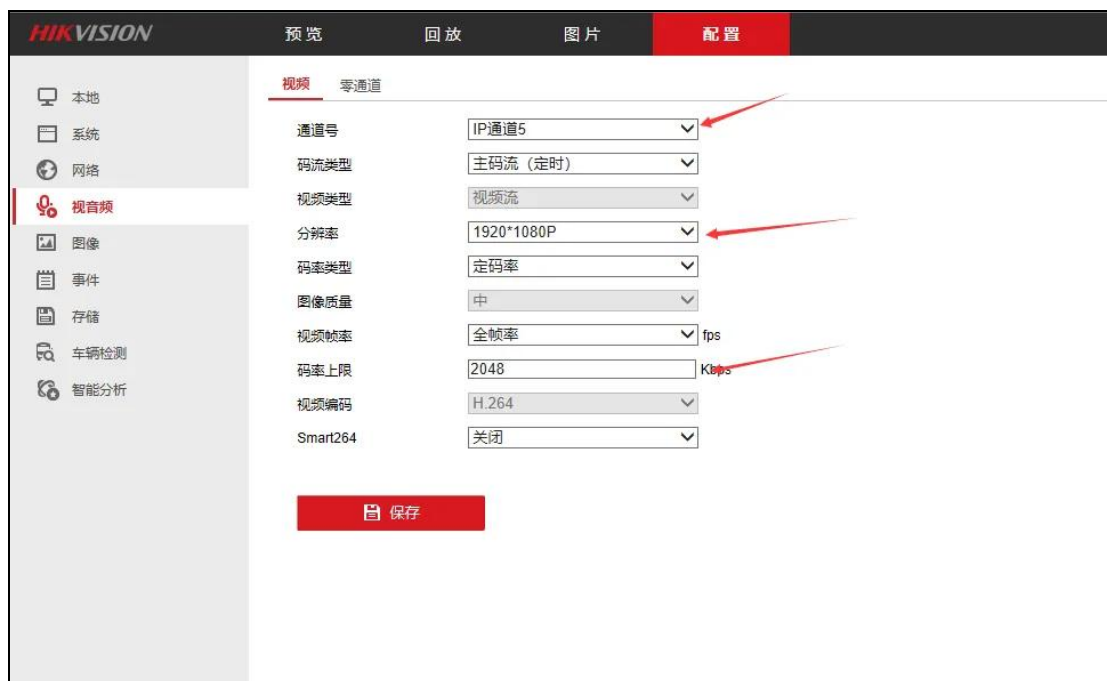 HIKVISION 预览 回放 图片 配置
本地
系统
网络
视音频
图像
事件
存储
车辆检测
智能分析
视频 零通道
通道号 IP通道5
码流类型 主码流（定时）
视频类型 视频流
分辨率 1920*1080P
码率类型 定码率
图像质量 中
视频帧率 全帧率 fps
码率上限 2048 Kbps
视频编码 H.264
Smart264 关闭
保存